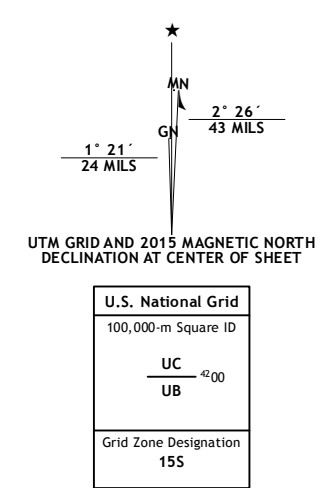 ★
MN
GN
2° 26´
43 MILS
1° 21´
24 MILS
UTM GRID AND 2015 MAGNETIC NORTH
DECLINATION AT CENTER OF SHEET
U.S. National Grid
100,000-m Square ID
UC
4200
UB
Grid Zone Designation
15S